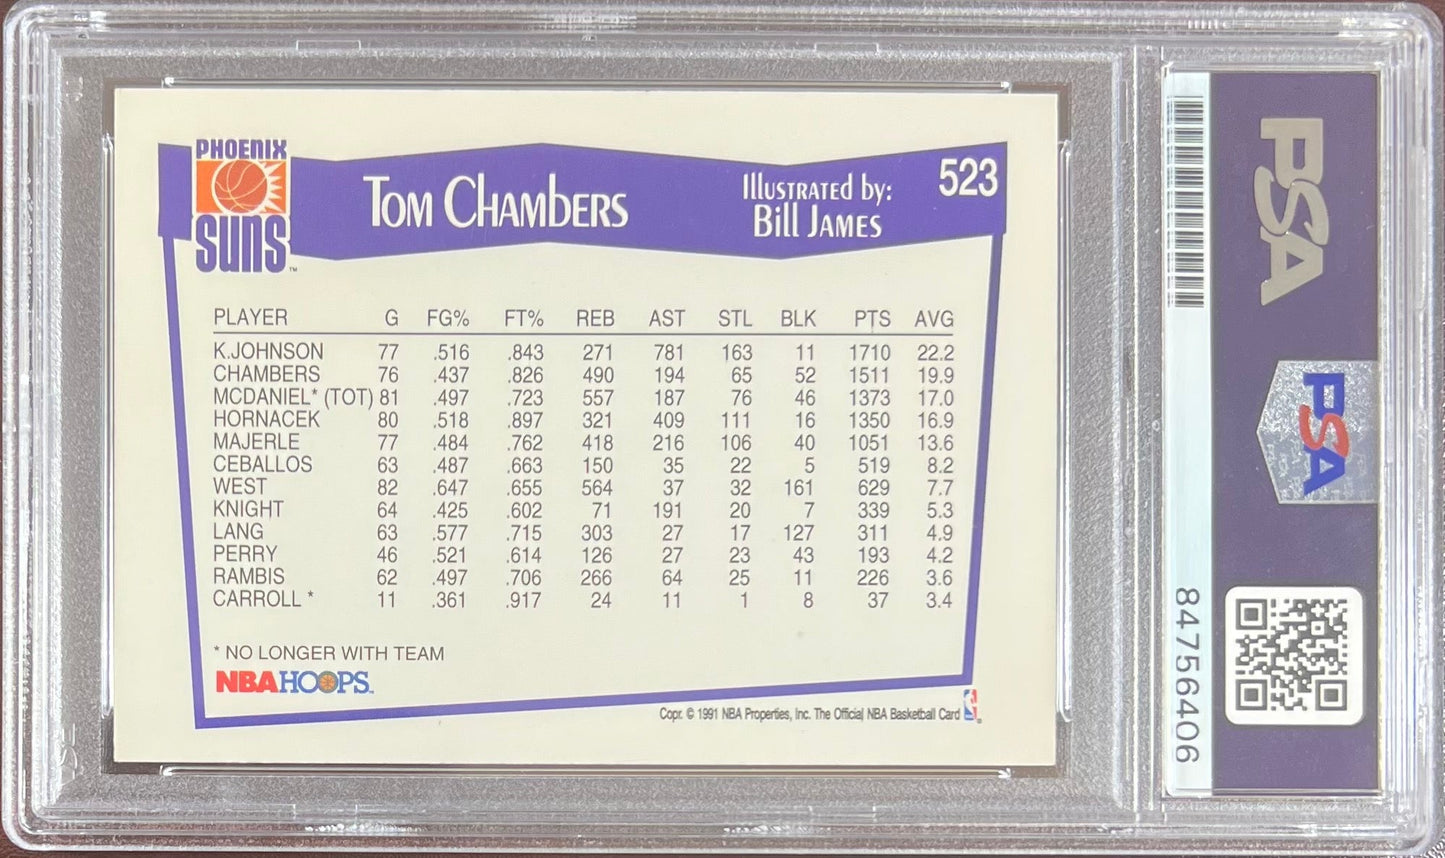 PHOENIX
SUNS™
TOM CHAMBERS
ILLUSTRATED by:
Bill JAMES
523
PLAYER G FG% FT% REB AST STL BLK PTS AVG
K.JOHNSON 77 .516 .843 271 781 163 11 1710 22.2
CHAMBERS 76 .437 .826 490 194 65 52 1511 19.9
MCDANIEL* (TOT) 81 .497 .723 557 187 76 46 1373 17.0
HORNACEK 80 .518 .897 321 409 111 16 1350 16.9
MAJERLE 77 .484 .762 418 216 106 40 1051 13.6
CEBALLOS 63 .487 .663 150 35 22 5 519 8.2
WEST 82 .647 .655 564 37 32 161 629 7.7
KNIGHT 64 .425 .602 71 191 20 7 339 5.3
LANG 63 .577 .715 303 27 17 127 311 4.9
PERRY 46 .521 .614 126 27 23 43 193 4.2
RAMBIS 62 .497 .706 266 64 25 11 226 3.6
CARROLL * 11 .361 .917 24 11 1 8 37 3.4
* NO LONGER WITH TEAM
NBA HOOPS™
Copr. © 1991 NBA Properties, Inc. The Official NBA Basketball Card
PSA
PSA
84756406